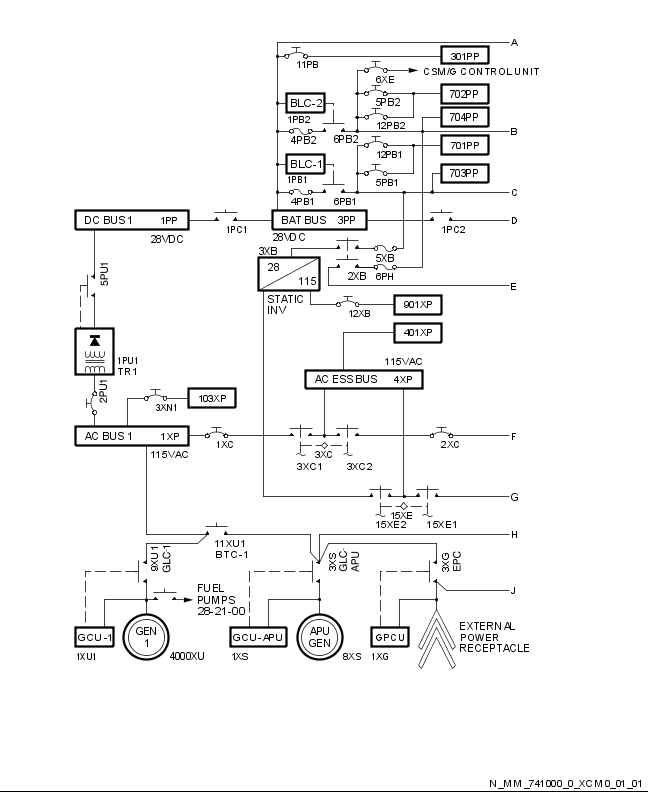 A
11PB
301PP
6XE
CSM/G CONTROL UNIT
BLC-2
1PB2
5PB2
702PP
12PB2
704PP
4PB2
6PB2
B
12PB1
701PP
BLC-1
1PB1
5PB1
703PP
4PB1
6PB1
C
DC BUS 1 1PP
1PC1
BAT BUS 3PP
1PC2
D
28VDC
28VDC
3XB
5XB
28
115
2XB
6PH
E
5PU1
STATIC
INV
12XB
901XP
401XP
1PU1
TR1
115VAC
AC ESS BUS 4XP
2PU1
3XN1
103XP
AC BUS 1 1XP
1XC
3XC
2XC
F
115VAC
3XC1
3XC2
G
15XE
15XE2
15XE1
H
11XU1
BTC-1
9XU1
GLC-1
3XS
GLC-
APU
3XG
EPC
J
FUEL
PUMPS
28-21-00
GCU-1
GEN
1
GCU-APU
APU
GEN
GPCU
EXTERNAL
POWER
RECEPTACLE
1XU1
4000XU
1XS
8XS
1XG
N_MM_741000_0_XCM0_01_01